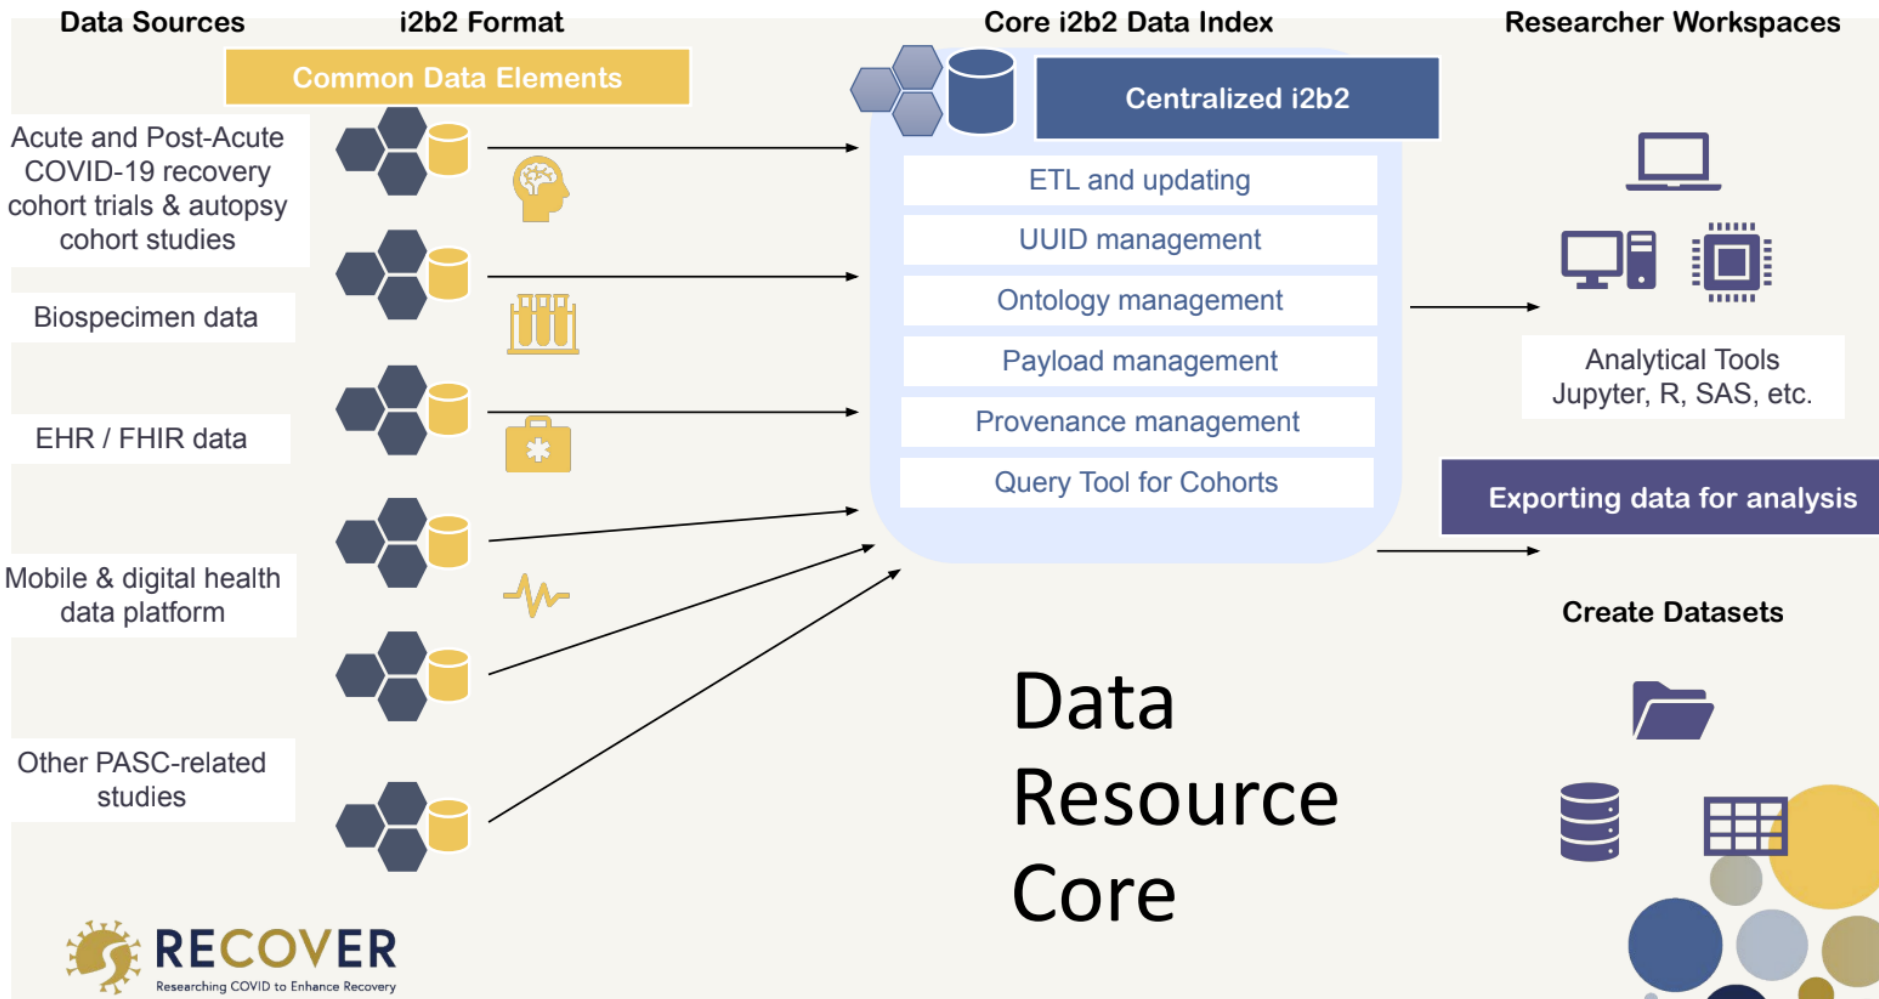 Data Sources
i2b2 Format
Core i2b2 Data Index
Researcher Workspaces
Common Data Elements
Centralized i2b2
Acute and Post-Acute
COVID-19 recovery
cohort trials & autopsy
cohort studies
Biospecimen data
EHR / FHIR data
Mobile & digital health
data platform
Other PASC-related
studies
ETL and updating
UUID management
Ontology management
Payload management
Provenance management
Query Tool for Cohorts
Analytical Tools
Jupyter, R, SAS, etc.
Exporting data for analysis
Create Datasets
Data
Resource
Core
RECOVER
Researching COVID to Enhance Recovery